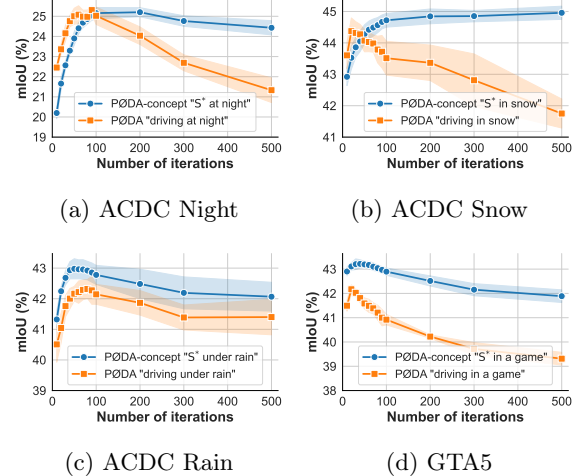 25
24
23
22
21
20
19
mIoU (%)
PØDA-concept "S* at night"
PØDA "driving at night"
0 100 200 300 400 500
Number of iterations
(a) ACDC Night
45
44
43
42
41
mIoU (%)
PØDA-concept "S* in snow"
PØDA "driving in snow"
0 100 200 300 400 500
Number of iterations
(b) ACDC Snow
43
42
41
40
39
mIoU (%)
PØDA-concept "S* under rain"
PØDA "driving under rain"
0 100 200 300 400 500
Number of iterations
(c) ACDC Rain
43
42
41
40
39
38
mIoU (%)
PØDA-concept "S* in a game"
PØDA "driving in a game"
0 100 200 300 400 500
Number of iterations
(d) GTA5